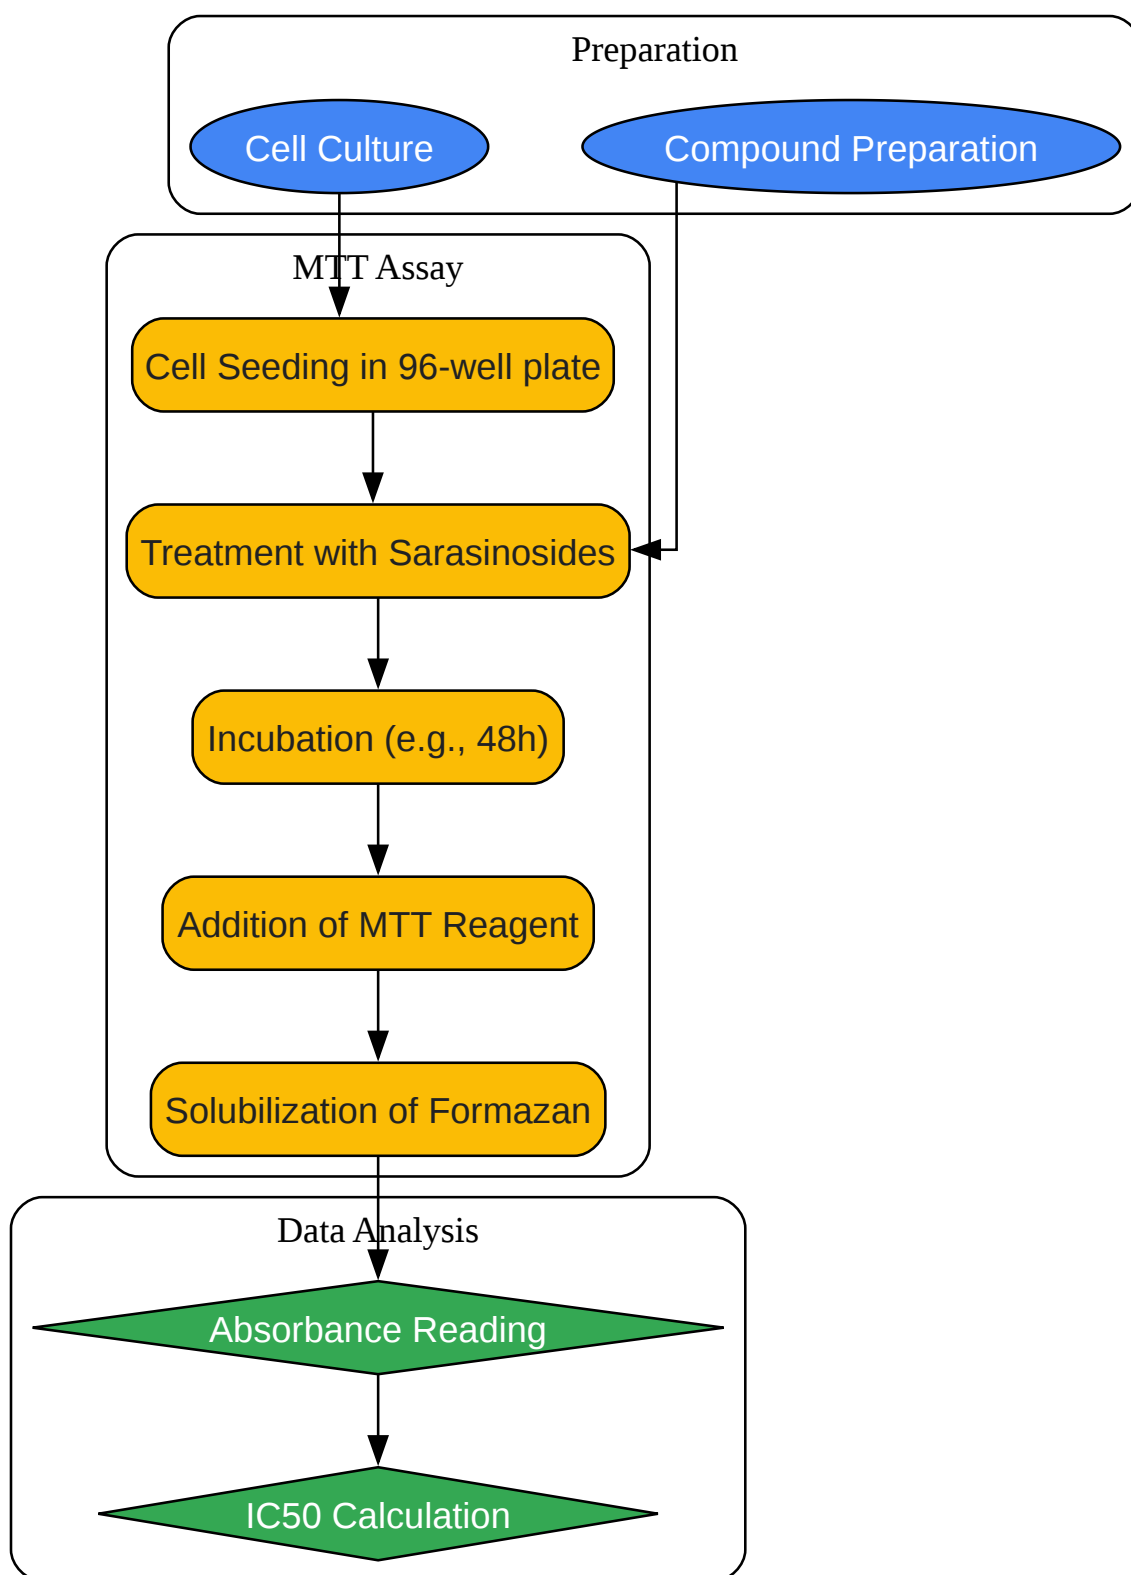 Preparation
Cell Culture
Compound Preparation
MTT Assay
Cell Seeding in 96-well plate
Treatment with Sarasinosides
Incubation (e.g., 48h)
Addition of MTT Reagent
Solubilization of Formazan
Data Analysis
Absorbance Reading
IC50 Calculation